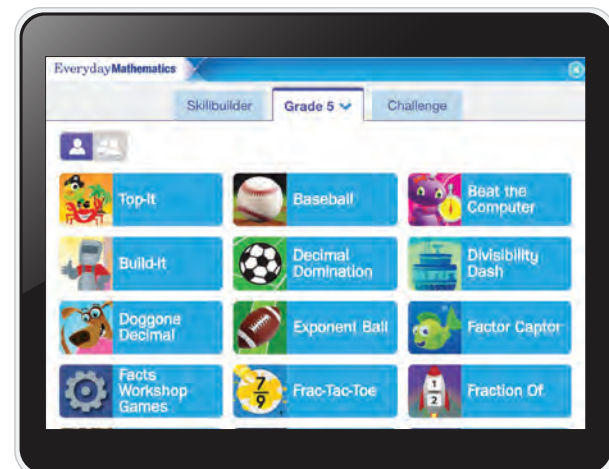 EverydayMathematics
Skillbuilder
Grade 5
Challenge
Top-It
Baseball
Beat the
Computer
Build-It
Decimal
Domination
Divisibility
Dash
Doggone
Decimal
Exponent Ball
Factor Captor
Facts
Workshop
Games
7
9
Frac-Tac-Toe
1
2
Fraction Of